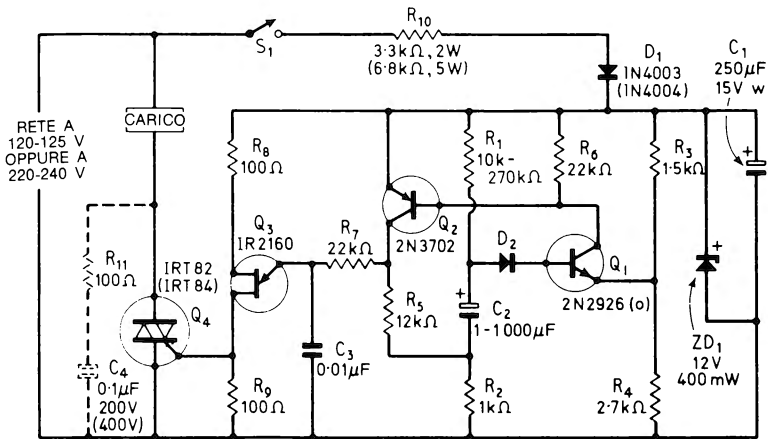 R10
3.3kΩ, 2W
(6.8kΩ, 5W)
S1
D1
IN4003
(IN4004)
C1
250µF
15V w
+
RETE A
120-125 V
OPPURE A
220-240 V
CARICO
R8
100Ω
R1
10k-
270kΩ
R6
22kΩ
R3
1·5kΩ
Q3
IR2160
R7
22kΩ
Q2
2N3702
D2
Q1
2N2926 (o)
R11
100Ω
IRT82
(IRT84)
Q4
R5
12kΩ
+
C2
1-1000µF
+
ZD1
12V
400mW
C4
0·1µF
200V
(400V)
R9
100Ω
C3
0·01µF
R2
1kΩ
R4
2·7kΩ